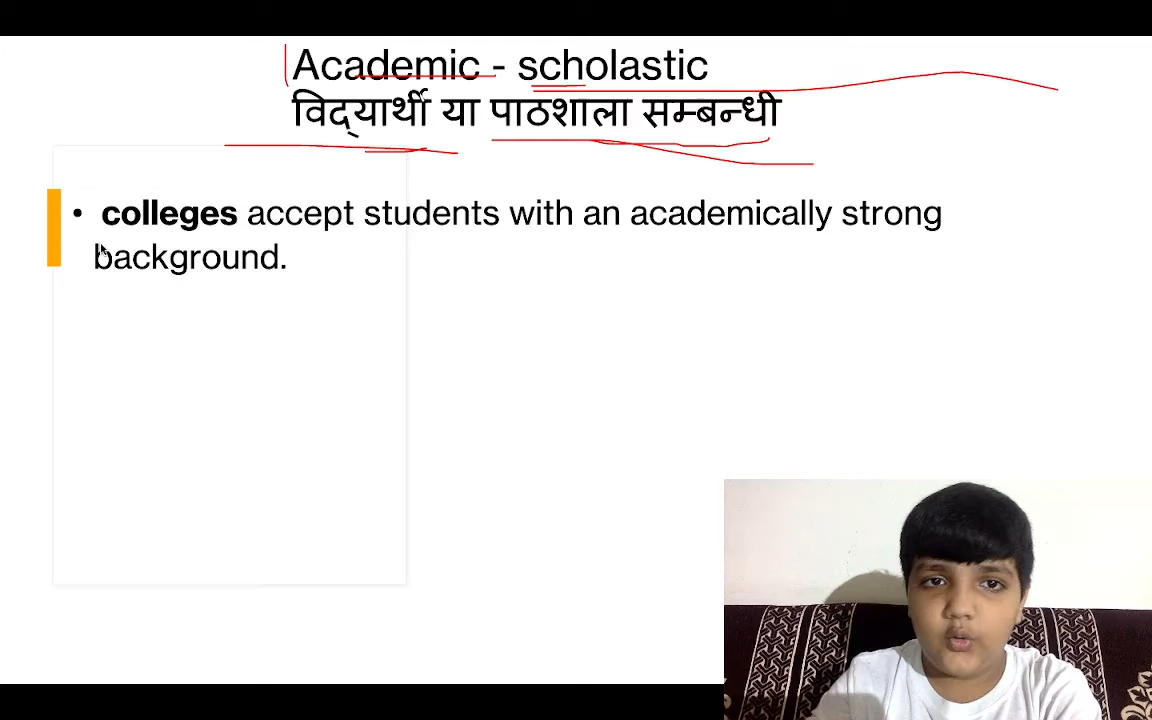 Academic - scholastic
विद्यार्थी या पाठशाला सम्बन्धी
• colleges accept students with an academically strong
background.